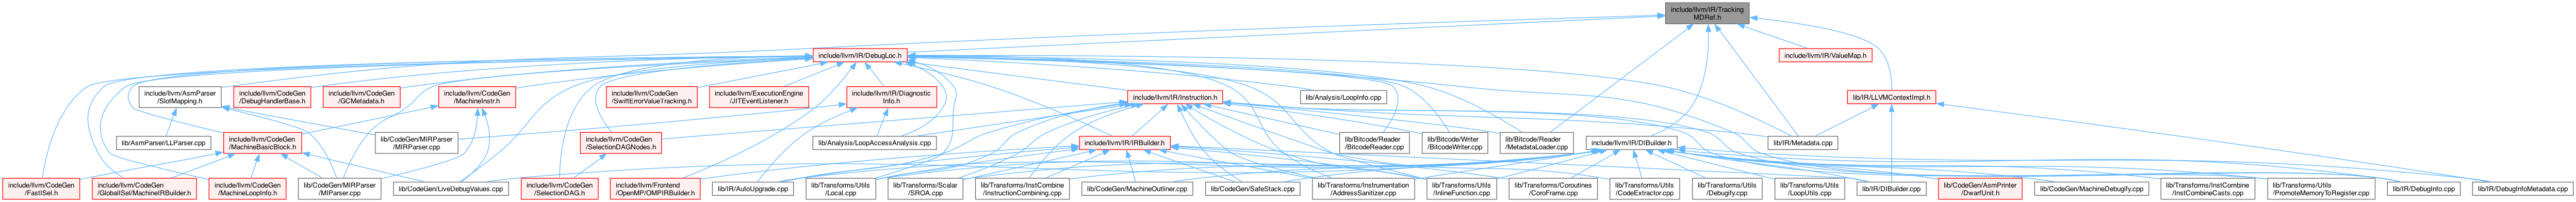 include/llvm/IR/Tracking
MDRef.h
include/llvm/IR/DebugLoc.h
include/llvm/IR/ValueMap.h
include/llvm/AsmParser
/SlotMapping.h
include/llvm/CodeGen
/DebugHandlerBase.h
include/llvm/CodeGen
/GCMetadata.h
include/llvm/CodeGen
/MachineInstr.h
include/llvm/CodeGen
/SwiftErrorValueTracking.h
include/llvm/ExecutionEngine
/JITEventListener.h
include/llvm/IR/Diagnostic
Info.h
include/llvm/IR/Instruction.h
lib/Analysis/LoopInfo.cpp
lib/IR/LLVMContextImpl.h
lib/AsmParser/LLParser.cpp
include/llvm/CodeGen
/MachineBasicBlock.h
lib/CodeGen/MIRParser
/MIRParser.cpp
include/llvm/CodeGen
/SelectionDAGNodes.h
lib/Analysis/LoopAccessAnalysis.cpp
include/llvm/IR/IRBuilder.h
lib/Bitcode/Reader
/BitcodeReader.cpp
lib/Bitcode/Writer
/BitcodeWriter.cpp
lib/Bitcode/Reader
/MetadataLoader.cpp
include/llvm/IR/DIBuilder.h
lib/IR/Metadata.cpp
include/llvm/CodeGen
/FastISel.h
include/llvm/CodeGen
/GlobalISel/MachineIRBuilder.h
include/llvm/CodeGen
/MachineLoopInfo.h
lib/CodeGen/MIRParser
/MIParser.cpp
lib/CodeGen/LiveDebugValues.cpp
include/llvm/CodeGen
/SelectionDAG.h
include/llvm/Frontend
/OpenMP/OMPIRBuilder.h
lib/IR/AutoUpgrade.cpp
lib/Transforms/Utils
/Local.cpp
lib/Transforms/Scalar
/SROA.cpp
lib/Transforms/InstCombine
/InstructionCombining.cpp
lib/CodeGen/MachineOutliner.cpp
lib/CodeGen/SafeStack.cpp
lib/Transforms/Instrumentation
/AddressSanitizer.cpp
lib/Transforms/Utils
/InlineFunction.cpp
lib/Transforms/Coroutines
/CoroFrame.cpp
lib/Transforms/Utils
/CodeExtractor.cpp
lib/Transforms/Utils
/Debugify.cpp
lib/Transforms/Utils
/LoopUtils.cpp
lib/IR/DIBuilder.cpp
lib/CodeGen/AsmPrinter
/DwarfUnit.h
lib/CodeGen/MachineDebugify.cpp
lib/Transforms/InstCombine
/InstCombineCasts.cpp
lib/Transforms/Utils
/PromoteMemoryToRegister.cpp
lib/IR/DebugInfo.cpp
lib/IR/DebugInfoMetadata.cpp